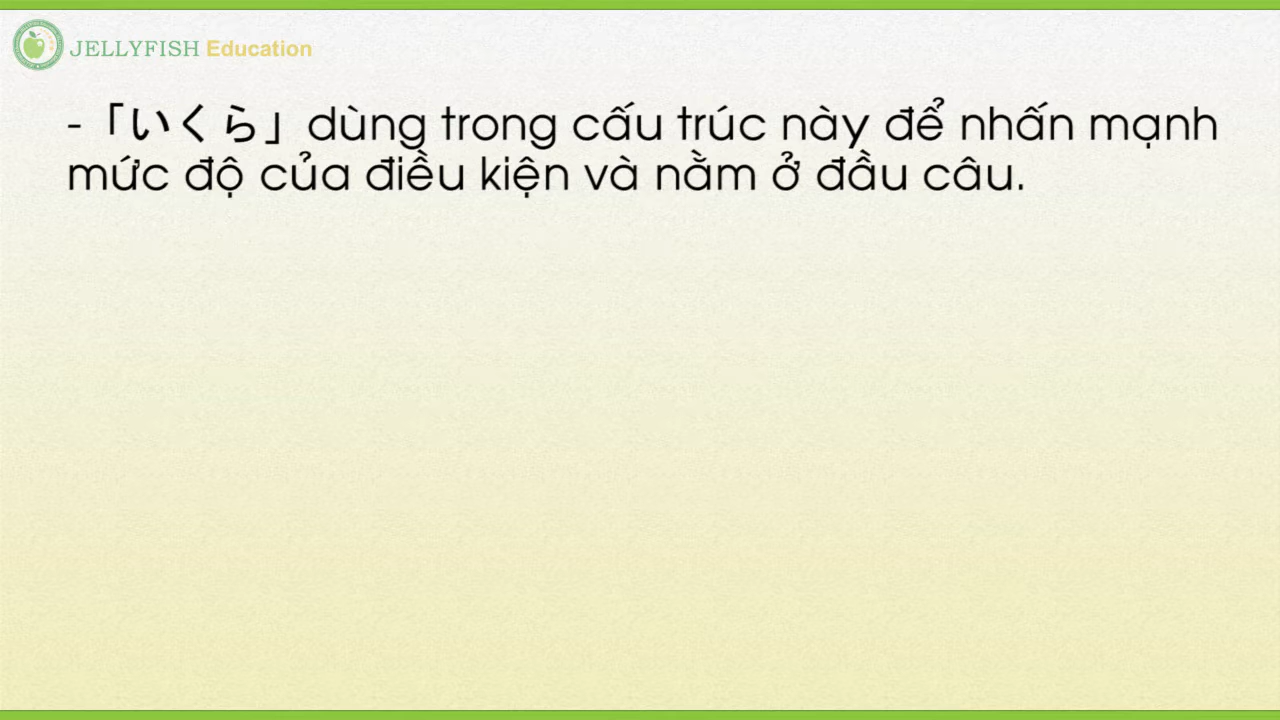 JELLYFISH Education
-「いくら」dùng trong cấu trúc này để nhấn mạnh
mức độ của điều kiện và nằm ở đầu câu.